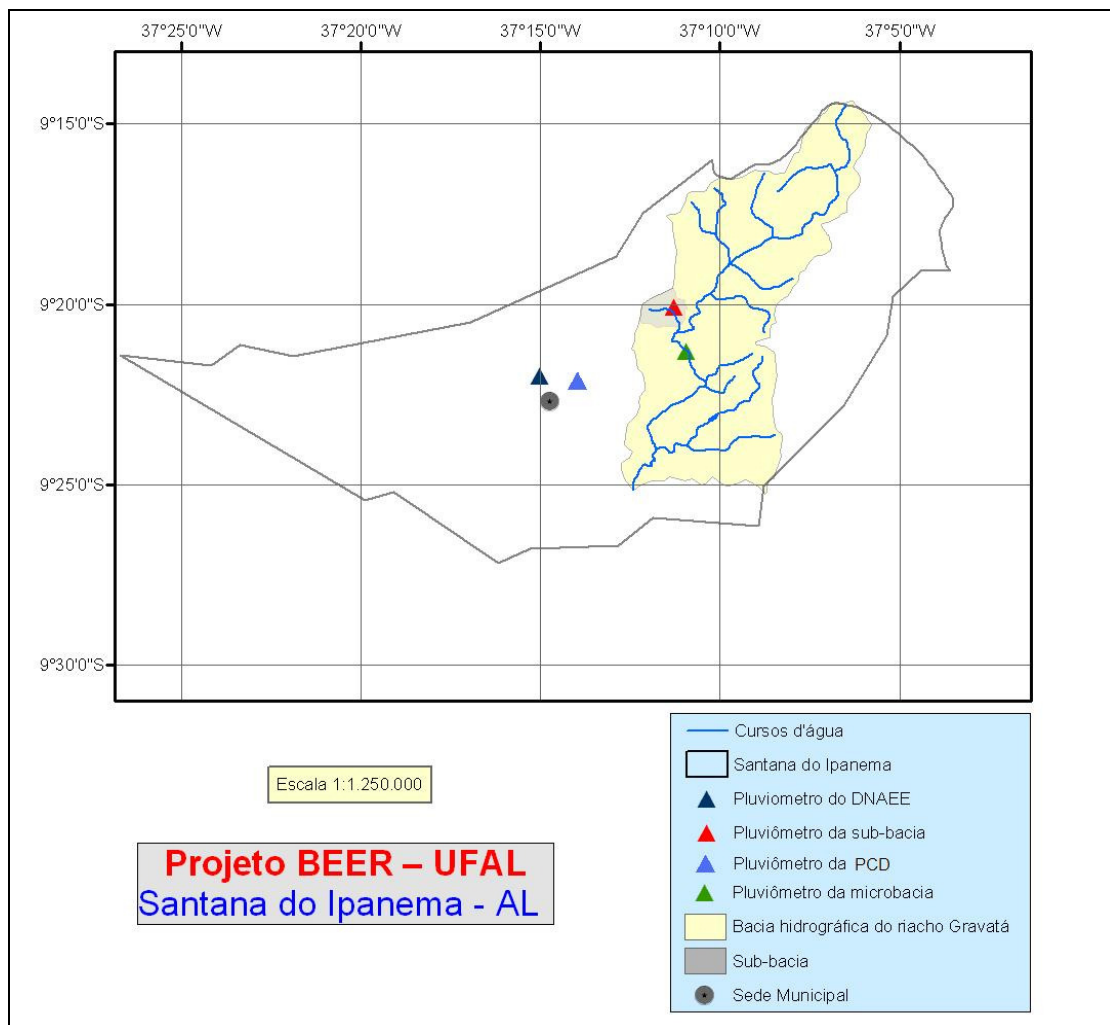 37°25'0"W
37°20'0"W
37°15'0"W
37°10'0"W
37°5'0"W
9°15'0"S
9°20'0"S
9°25'0"S
9°30'0"S
Escala 1:1.250.000
Projeto BEER – UFAL
Santana do Ipanema - AL
Cursos d'água
Santana do Ipanema
Pluviometro do DNAEE
Pluviômetro da sub-bacia
Pluviômetro da PCD
Pluviômetro da microbacia
Bacia hidrográfica do riacho Gravatá
Sub-bacia
Sede Municipal